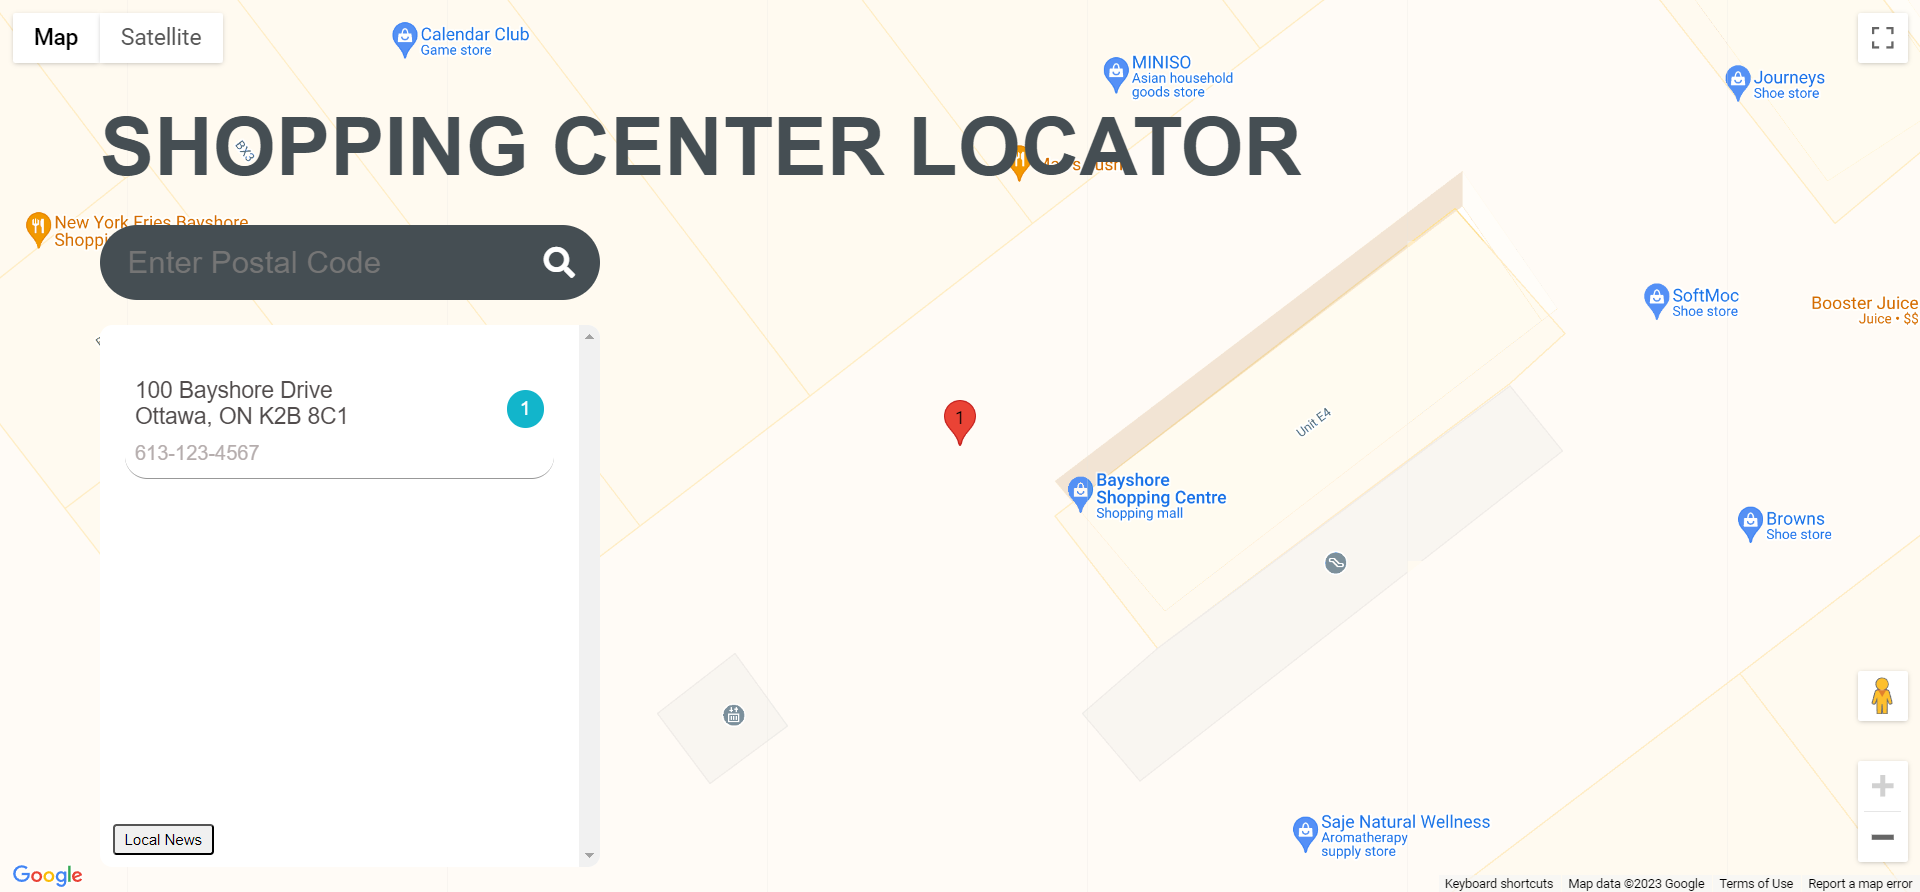 Map
Satellite
Calendar Club
Game store
MINISO
Asian household
goods store
Journeys
Shoe store
SHOPPING CENTER LOCATOR
BX3
New York Fries Bayshore
Enter Postal Code
SoftMoc
Shoe store
Booster Juice
Juice • $$
100 Bayshore Drive
Ottawa, ON K2B 8C1
1
613-123-4567
1
Unit E4
Bayshore
Shopping Centre
Shopping mall
Browns
Shoe store
Saje Natural Wellness
Aromatherapy
supply store
Local News
Google
Keyboard shortcuts
Map data ©2023 Google
Terms of Use
Report a map error